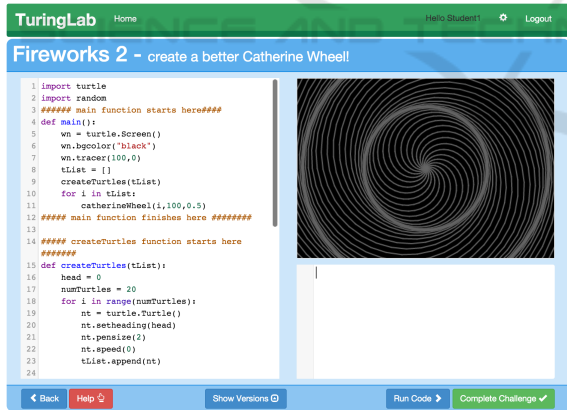 TuringLab Home Hello Student1 Logout
SCIENCE AND TECHN
Fireworks 2 - create a better Catherine Wheel!
1 import turtle
2 import random
3 ###### main function starts here####
4 def main():
5     wn = turtle.Screen()
6     wn.bgcolor("black")
7     wn.tracer(100,0)
8     tList = []
9     createTurtles(tList)
10     for i in tList:
11         catherineWheel(i,100,0.5)
12 ##### main function finishes here ########
13
14 ##### createTurtles function starts here
#######
15 def createTurtles(tList):
16     head = 0
17     numTurtles = 20
18     for i in range(numTurtles):
19         nt = turtle.Turtle()
20         nt.setheading(head)
21         nt.pensize(2)
22         nt.speed(0)
23         tList.append(nt)
24
Back Help Show Versions Run Code Complete Challenge